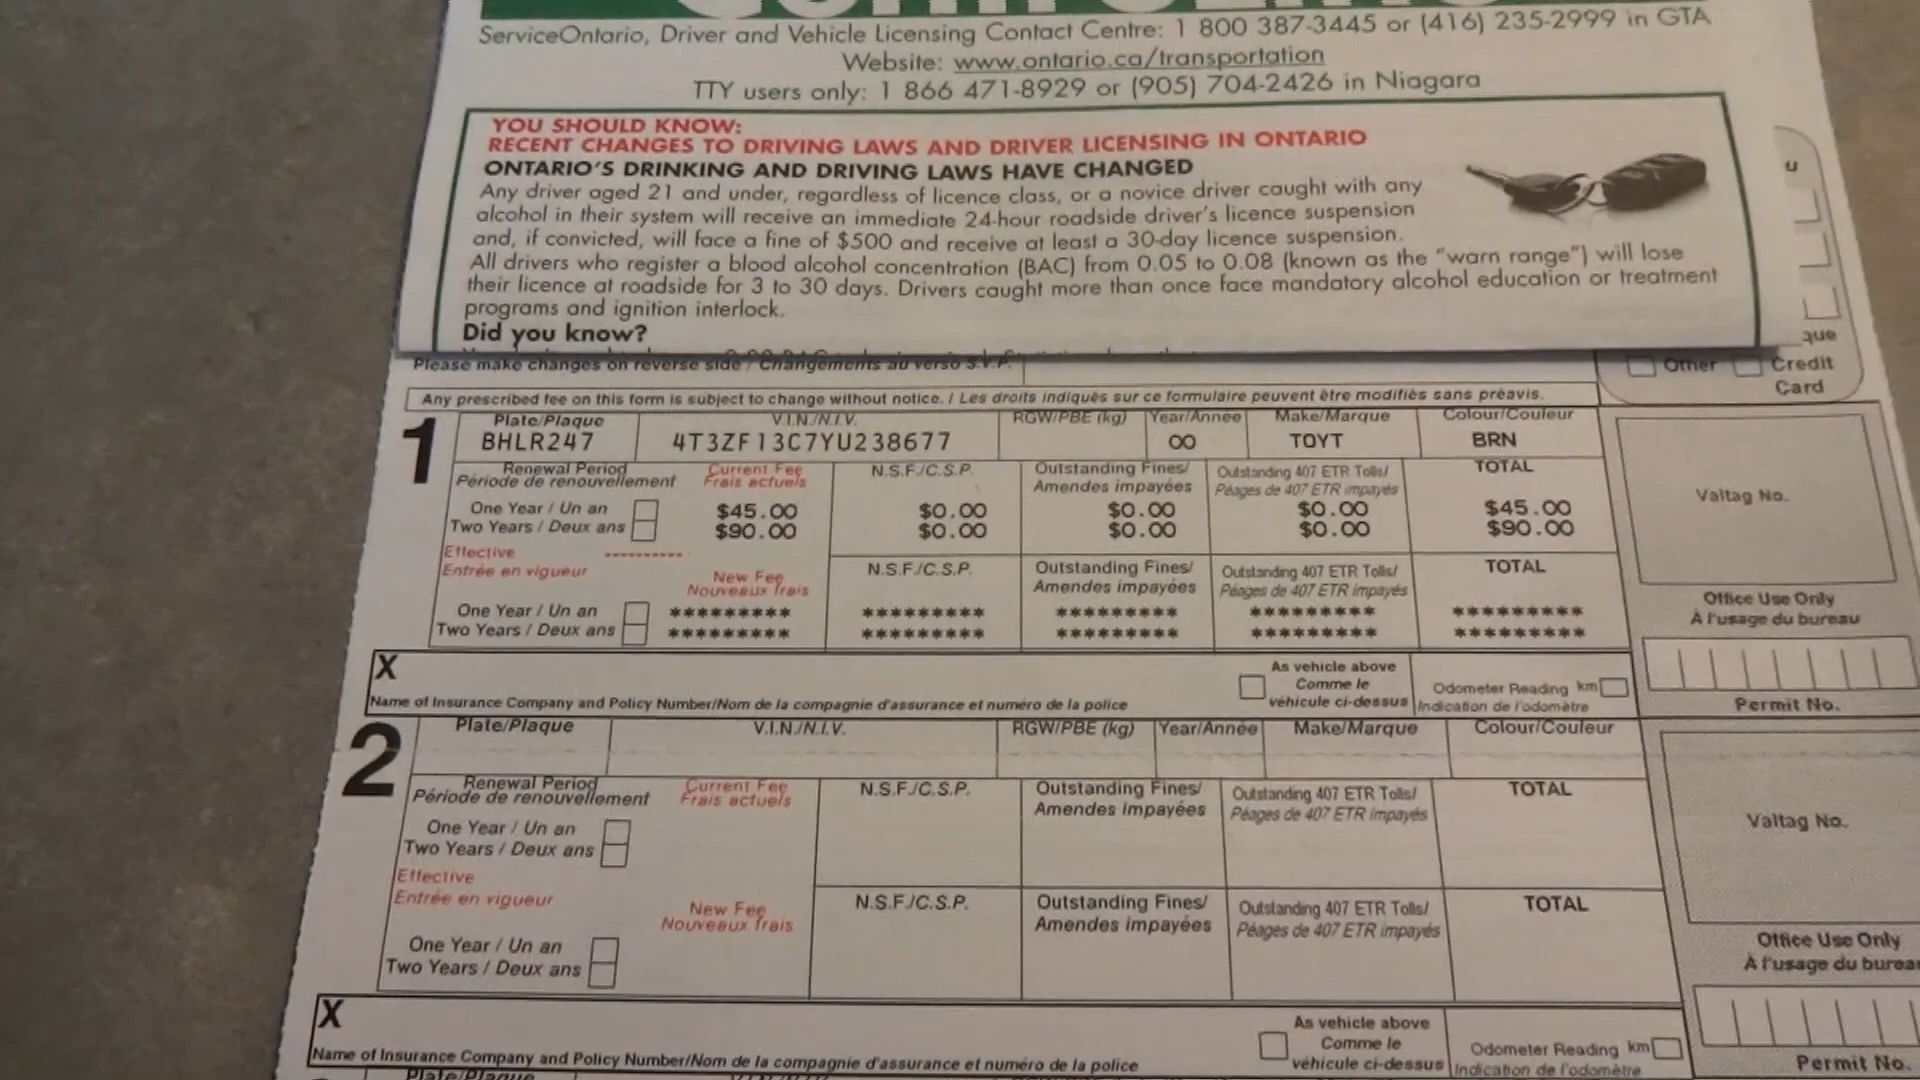 ServiceOntario, Driver and Vehicle Licensing Contact Centre: 1 800 387-3445 or (416) 235-2999 in GTA
Website: www.ontario.ca/transportation
TTY users only: 1 866 471-8929 or (905) 704-2426 in Niagara
YOU SHOULD KNOW:
RECENT CHANGES TO DRIVING LAWS AND DRIVER LICENSING IN ONTARIO
ONTARIO'S DRINKING AND DRIVING LAWS HAVE CHANGED
Any driver aged 21 and under, regardless of licence class, or a novice driver caught with any
alcohol in their system will receive an immediate 24-hour roadside driver's licence suspension
and, if convicted, will face a fine of $500 and receive at least a 30-day licence suspension.
All drivers who register a blood alcohol concentration (BAC) from 0.05 to 0.08 (known as the "warn range") will lose
their licence at roadside for 3 to 30 days. Drivers caught more than once face mandatory alcohol education or treatment
programs and ignition interlock.
Did you know?
Please make changes on reverse side / Changements au verso S.V.P.
Other Credit
Card
Any prescribed fee on this form is subject to change without notice. / Les droits indiqués sur ce formulaire peuvent être modifiés sans préavis.
1 Plate/Plaque V.I.N./N.I.V. RGW/PBE (kg) Year/Année Make/Marque Colour/Couleur
BHLR247 4T3ZF13C7YU238677 00 TOYT BRN
Renewal Period Current Fee N.S.F./C.S.P. Outstanding Fines/ Outstanding 407 ETR Tolls/ TOTAL
Période de renouvellement Frais actuels Amendes impayées Péages de 407 ETR impayés
Valtag No.
One Year / Un an $45.00 $0.00 $0.00 $0.00 $45.00
Two Years / Deux ans $90.00 $0.00 $0.00 $0.00 $90.00
Effective ---------
Entrée en vigueur New Fee N.S.F./C.S.P. Outstanding Fines/ Outstanding 407 ETR Tolls/ TOTAL
Nouveaux frais Amendes impayées Péages de 407 ETR impayés
Office Use Only
À l'usage du bureau
One Year / Un an ********* ********* ********* ********* *********
Two Years / Deux ans ********* ********* ********* ********* *********
X
As vehicle above
Comme le
véhicule ci-dessus
Odometer Reading km
Indication de l'odomètre
Name of Insurance Company and Policy Number/Nom de la compagnie d'assurance et numéro de la police
Permit No.
2 Plate/Plaque V.I.N./N.I.V. RGW/PBE (kg) Year/Année Make/Marque Colour/Couleur
Renewal Period Current Fee N.S.F./C.S.P. Outstanding Fines/ Outstanding 407 ETR Tolls/ TOTAL
Période de renouvellement Frais actuels Amendes impayées Péages de 407 ETR impayés
Valtag No.
One Year / Un an
Two Years / Deux ans
Effective
Entrée en vigueur New Fee N.S.F./C.S.P. Outstanding Fines/ Outstanding 407 ETR Tolls/ TOTAL
Nouveaux frais Amendes impayées Péages de 407 ETR impayés
Office Use Only
À l'usage du bureau
One Year / Un an
Two Years / Deux ans
X
As vehicle above
Comme le
véhicule ci-dessus
Odometer Reading km
Indication de l'odomètre
Name of Insurance Company and Policy Number/Nom de la compagnie d'assurance et numéro de la police
Permit No.
Plate/Plaque